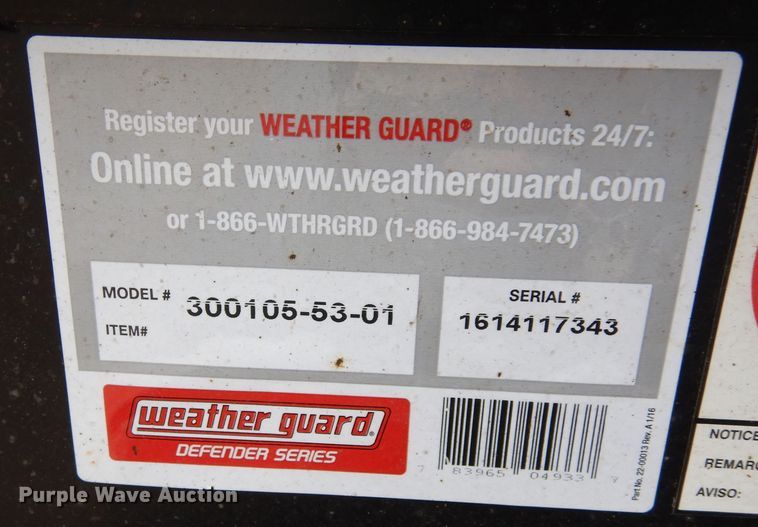 Register your WEATHER GUARD® Products 24/7:
Online at www.weatherguard.com
or 1-866-WTHRGRD (1-866-984-7473)
MODEL # 300105-53-01
ITEM#
SERIAL #
1614117343
weather guard®
DEFENDER SERIES
7 83965 04933 7
Part No. 22-00013 Rev. A 1/16
NOTICE
REMARQ
AVISO:
Purple Wave Auction